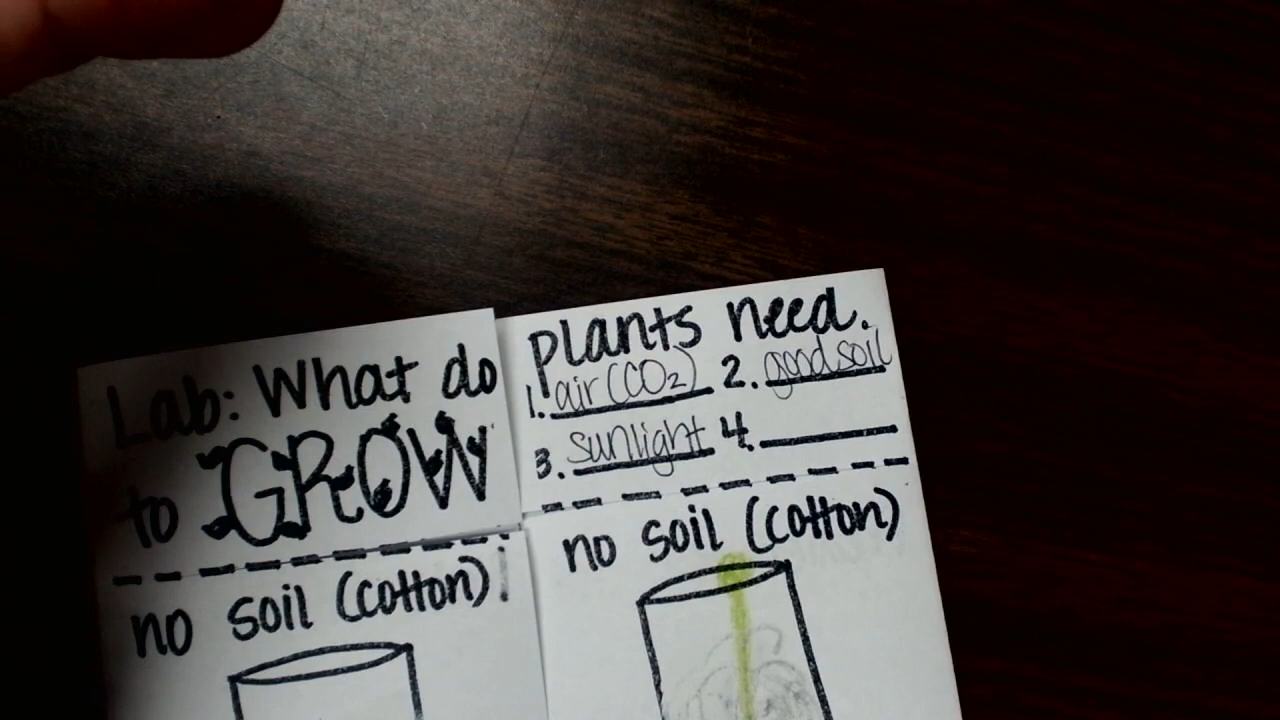 Lab: What do
to GROW
no soil (cotton)
plants need.
1. air (CO₂) 2. good soil
3. sunlight 4.
no soil (cotton)